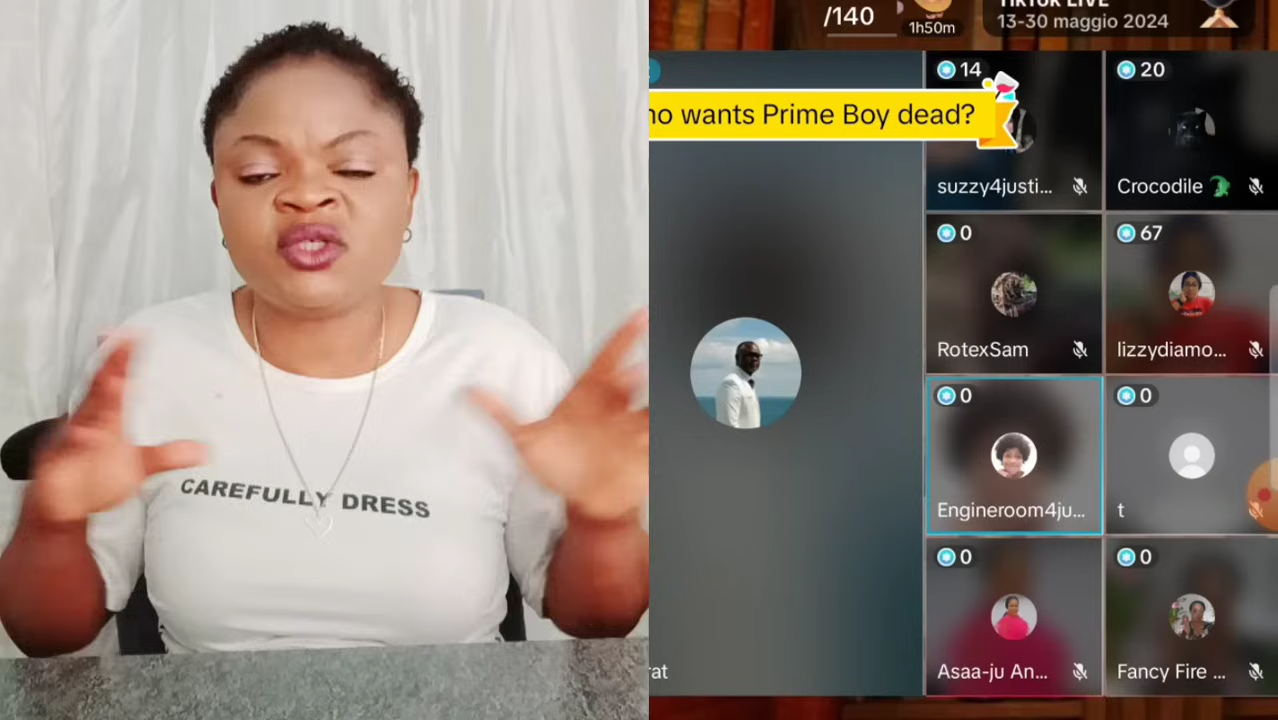 CAREFULLY DRESS
/140
1h50m
TikTok LIVE
13-30 maggio 2024
14
20
ho wants Prime Boy dead?
suzzy4justi...
Crocodile 🐊
0
67
RotexSam
lizzydiamo...
0
0
Engineroom4ju...
t
0
0
rat
Asaa-ju An...
Fancy Fire ...